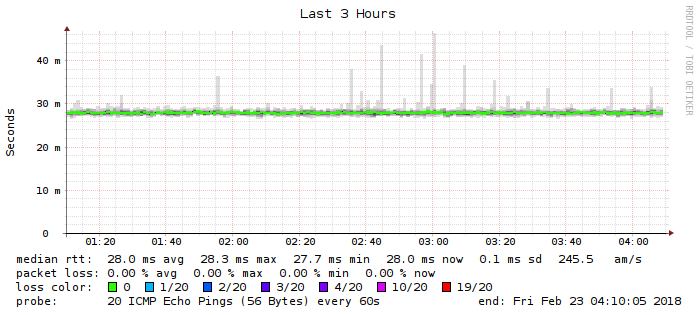 Last 3 Hours
RRDTOOL / TOBI OETIKER
Seconds
40 m
30 m
20 m
10 m
0
01:20 01:40 02:00 02:20 02:40 03:00 03:20 03:40 04:00
median rtt: 28.0 ms avg 28.3 ms max 27.7 ms min 28.0 ms now 0.1 ms sd 245.5 am/s
packet loss: 0.00 % avg 0.00 % max 0.00 % min 0.00 % now
loss color: 0 1/20 2/20 3/20 4/20 10/20 19/20
probe: 20 ICMP Echo Pings (56 Bytes) every 60s end: Fri Feb 23 04:10:05 2018